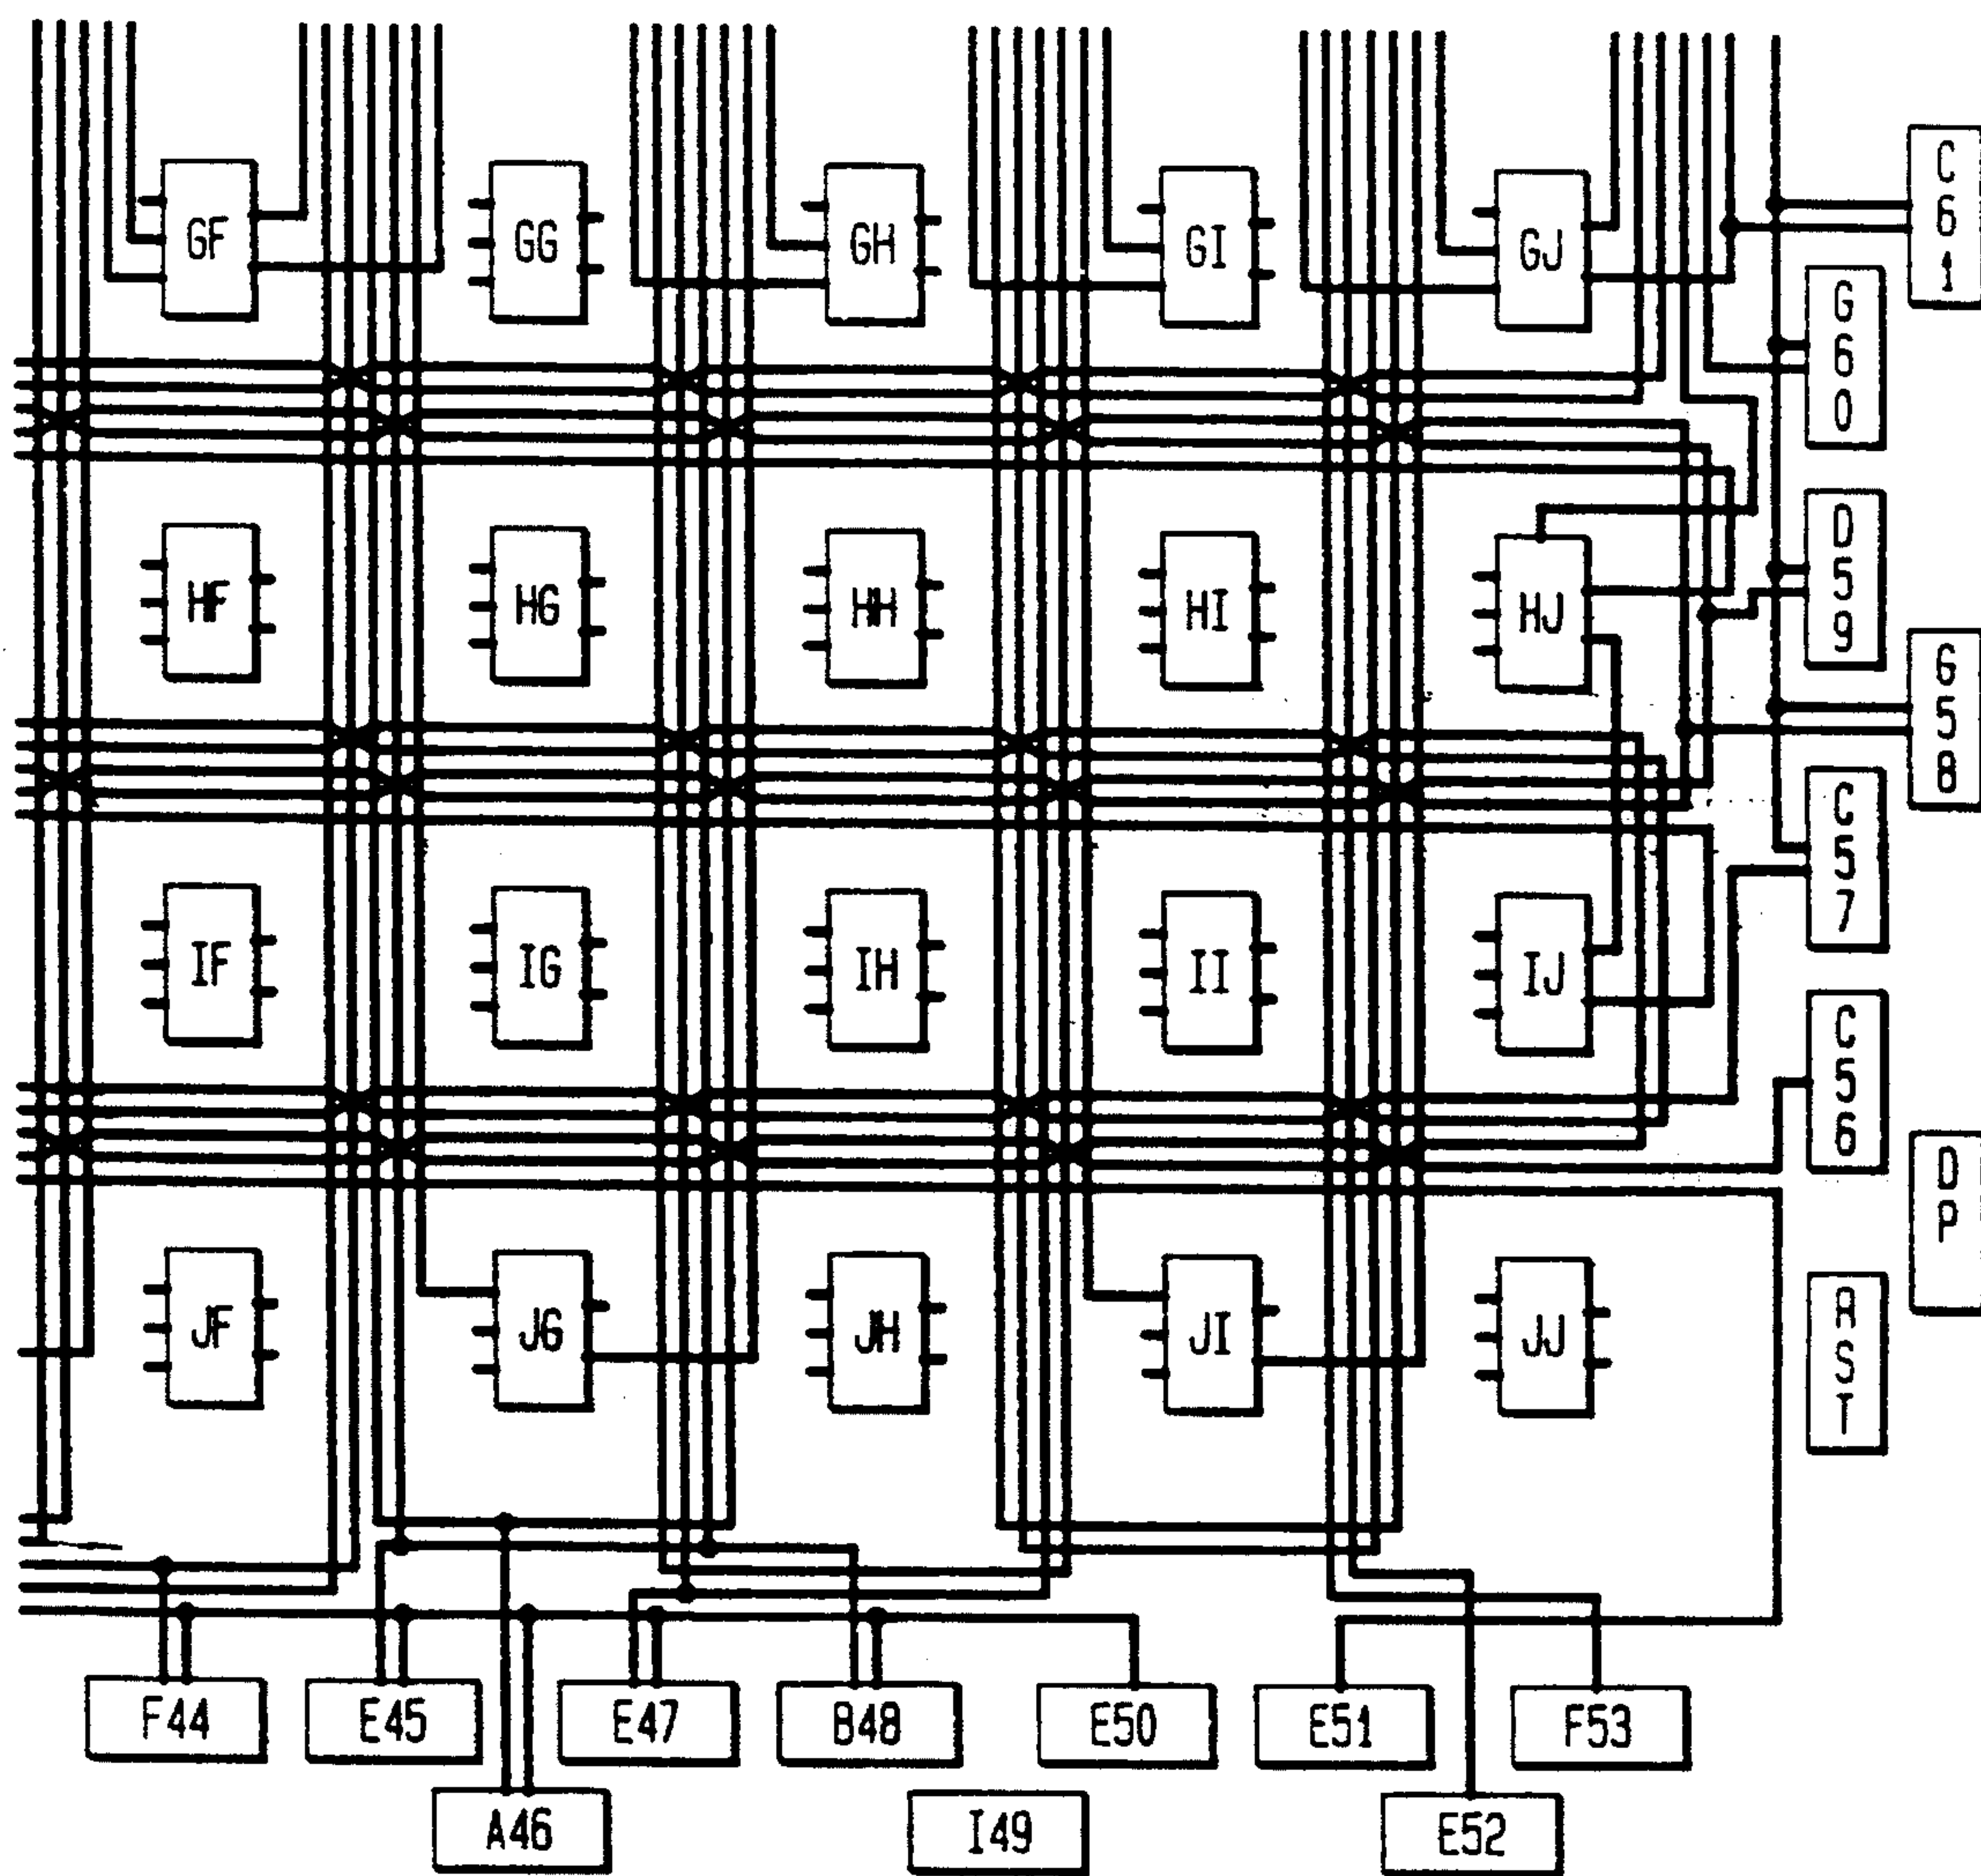 GF GG GH GI GJ
C61
G60
HF HG HH HI HJ
D59
G58
IF IG IH II IJ
C57
C56
DP
JF JG JH JI JJ
RST
F44 E45 E47 B48 E50 E51 F53
A46 I49 E52